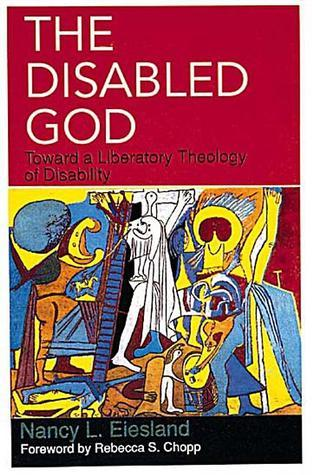 THE
DISABLED
GOD
Toward a Liberatory Theology
of Disability
Nancy L. Eiesland
Foreword by Rebecca S. Chopp